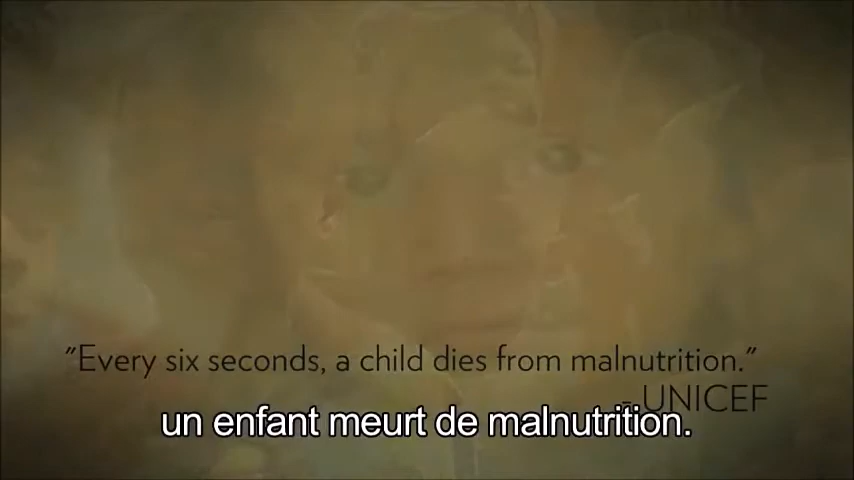 "Every six seconds, a child dies from malnutrition."
- UNICEF
un enfant meurt de malnutrition.